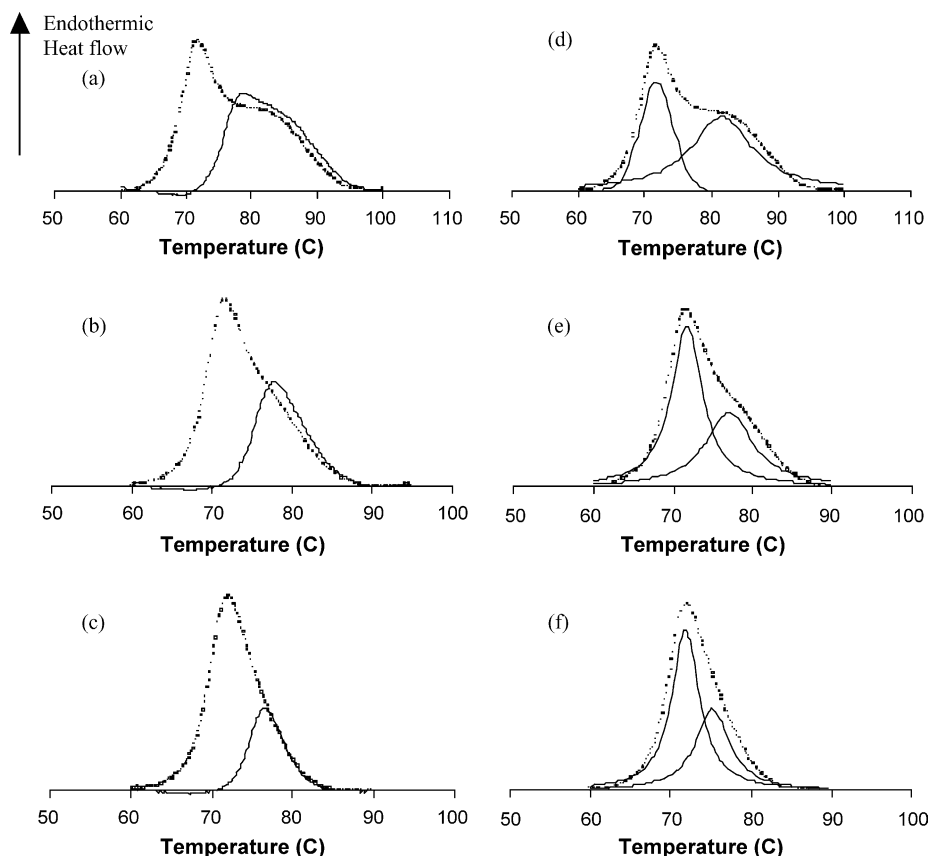 Endothermic
Heat flow
(a)
50 60 70 80 90 100 110
Temperature (C)
(d)
50 60 70 80 90 100 110
Temperature (C)
(b)
50 60 70 80 90 100
Temperature (C)
(e)
50 60 70 80 90 100
Temperature (C)
(c)
50 60 70 80 90 100
Temperature (C)
(f)
50 60 70 80 90 100
Temperature (C)